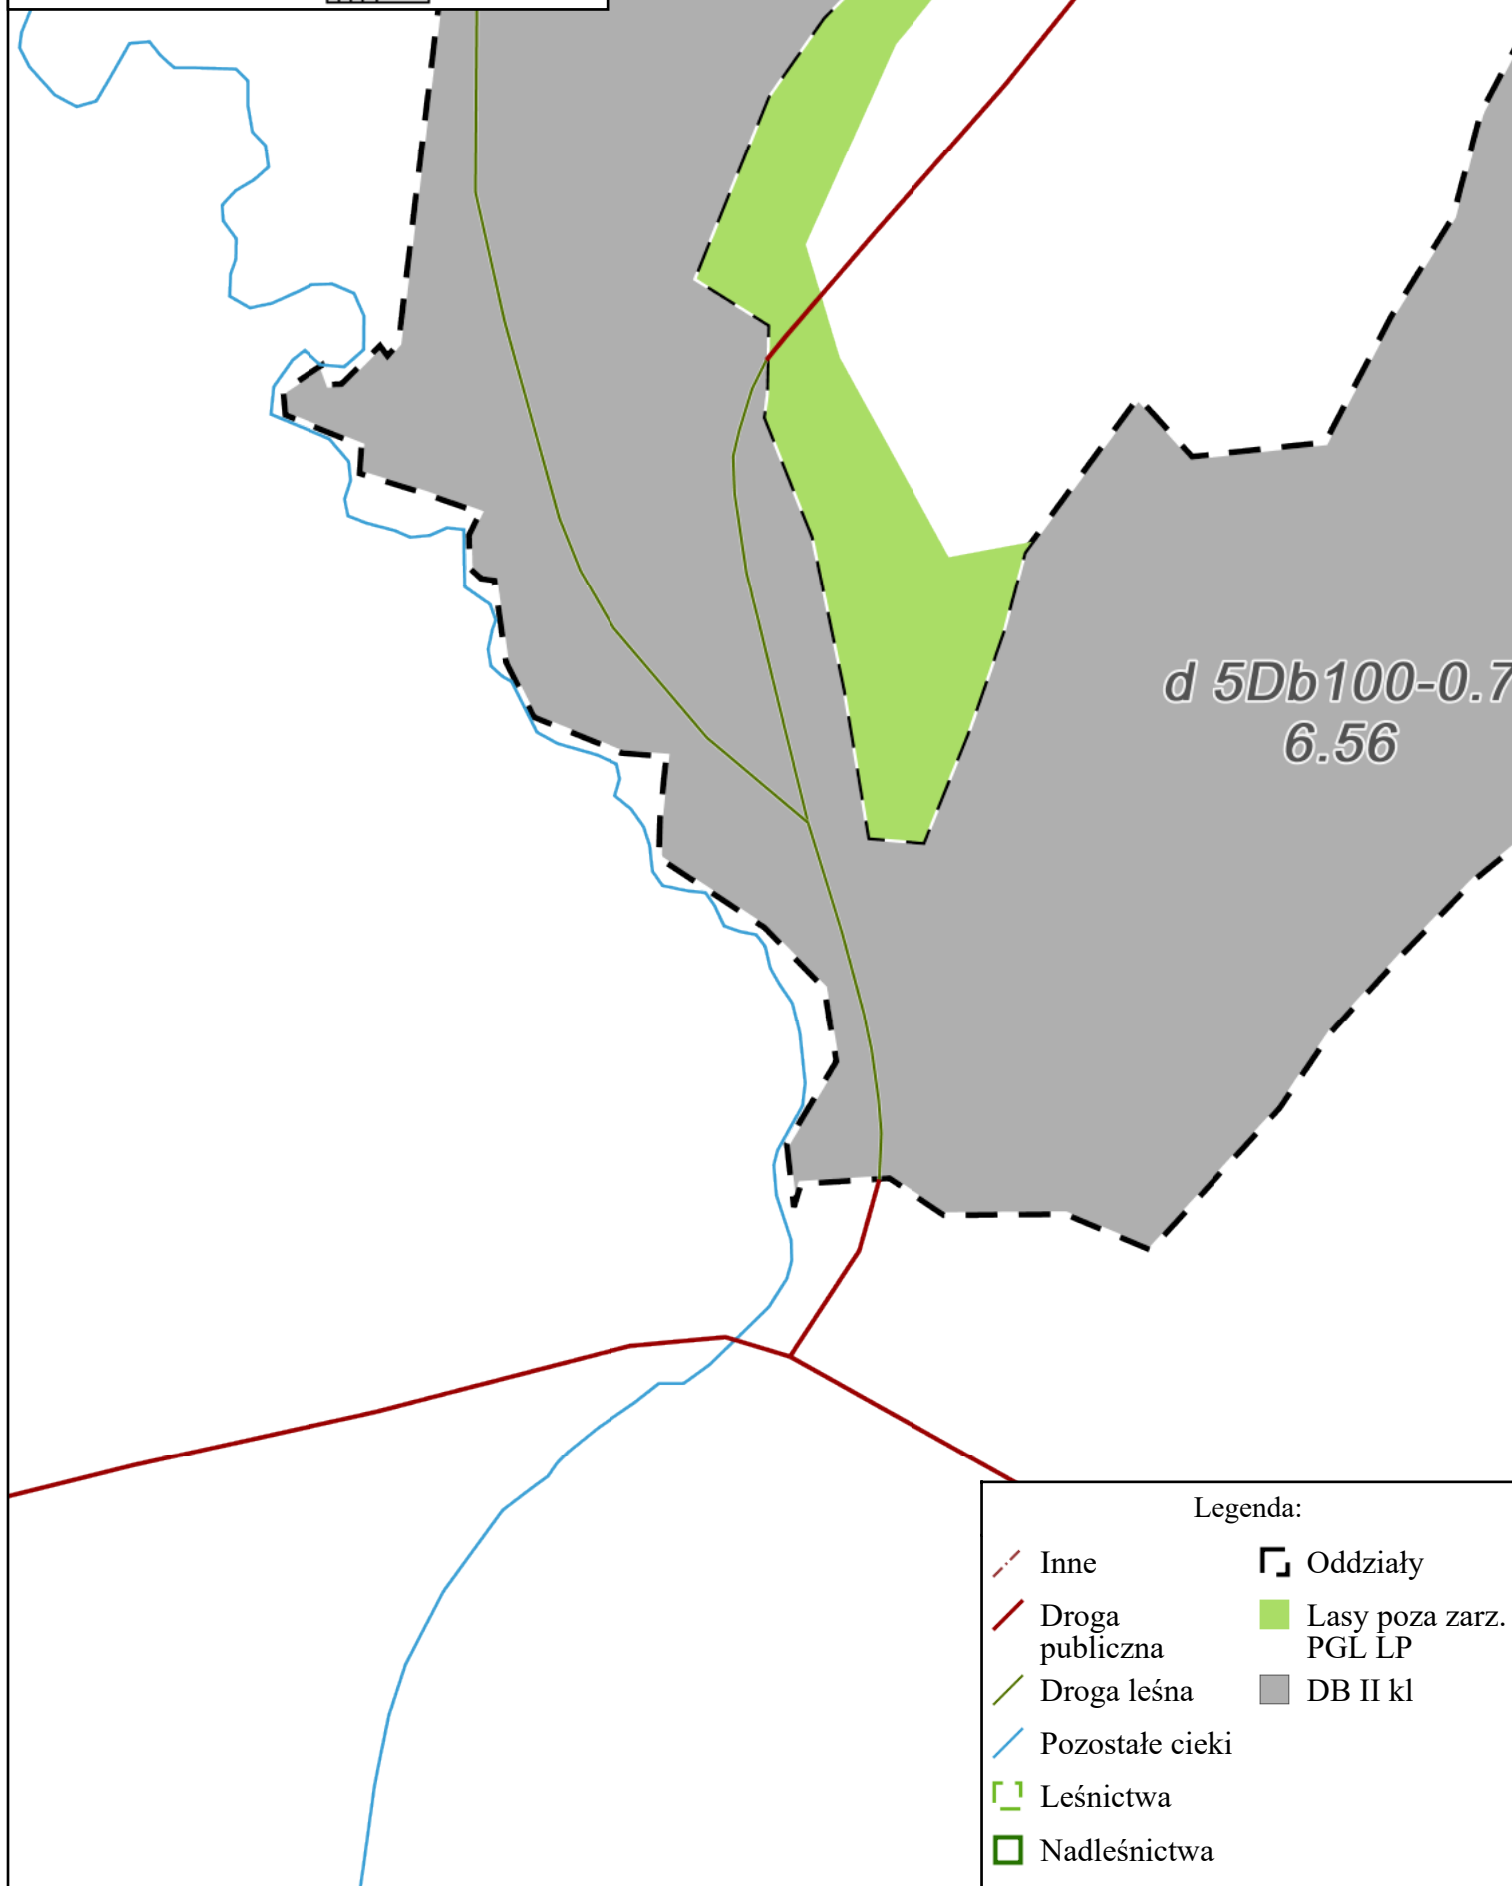 d 5Db100-0.7
6.56
Legenda:
Inne
Droga
publiczna
Droga leśna
Pozostałe cieki
Leśnictwa
Nadleśnictwa
Oddziały
Lasy poza zarz.
PGL LP
DB II kl